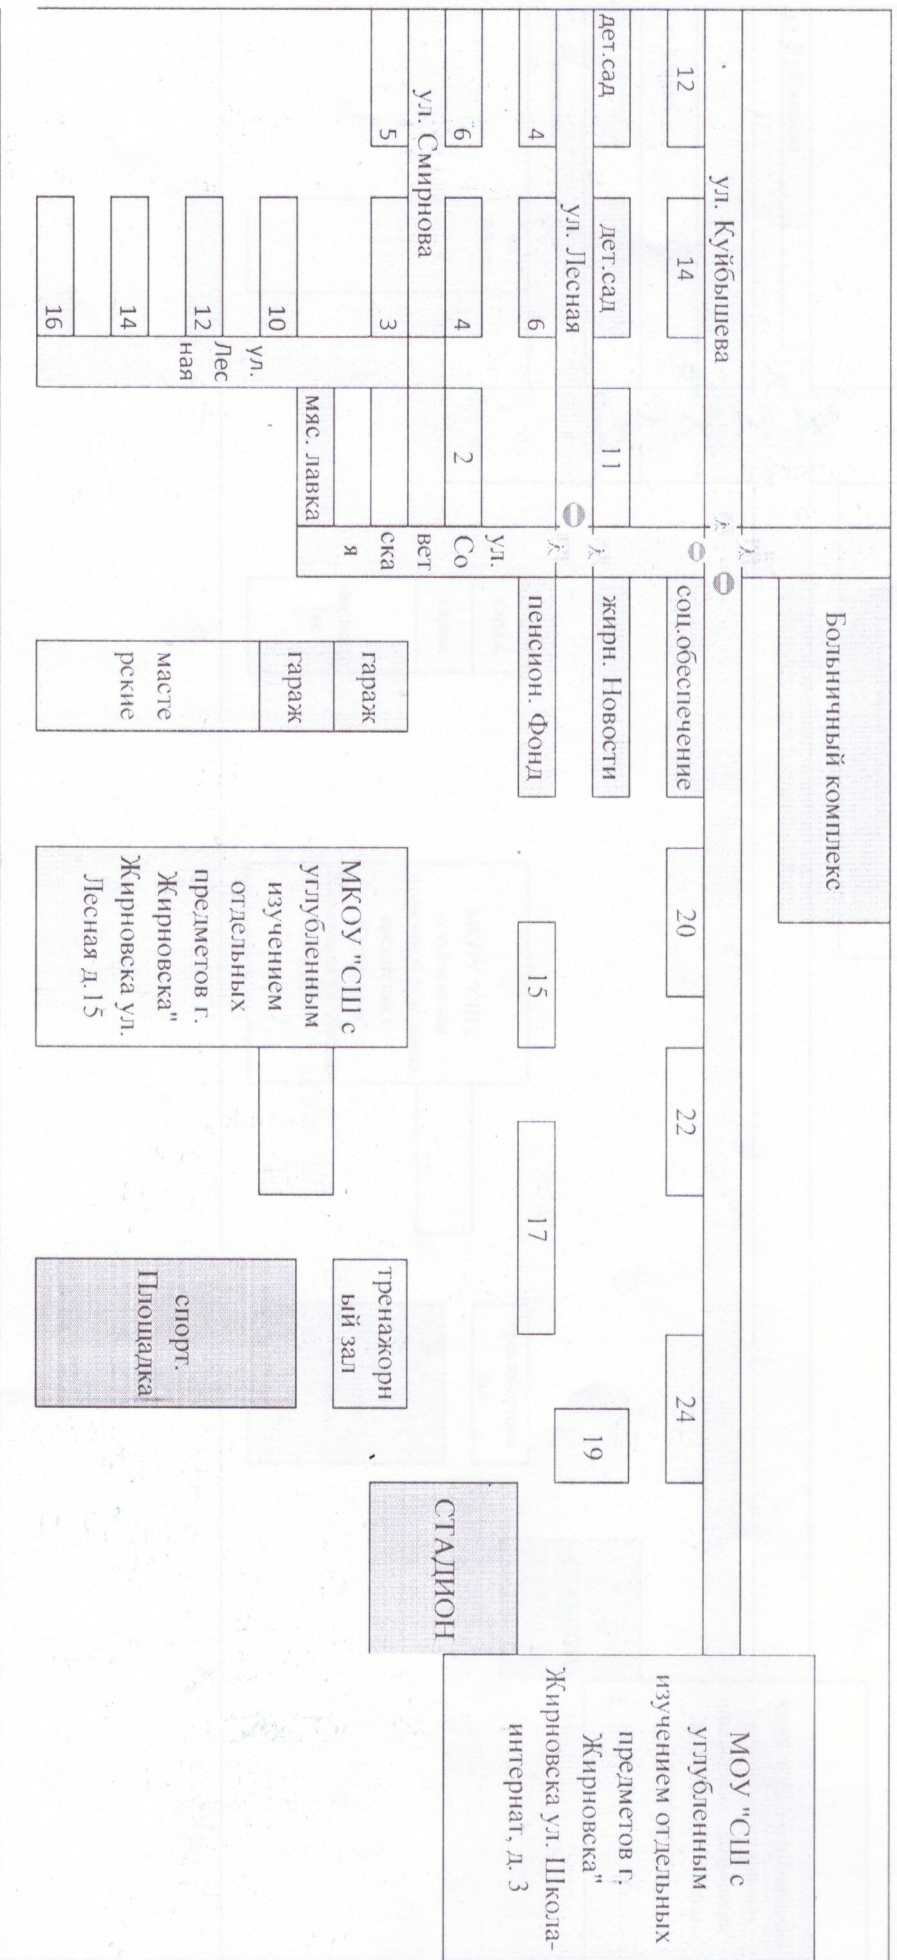 Больничный комплекс
МОУ "СШ с
углубленным
изучением отдельных
предметов г.
Жирновска"
Жирновска ул. Школа-
интернат, д. 3
ул. Куйбышева
12
14
соц.обеспечение
20
22
24
дет.сад
дет.сад
11
жирн. Новости
19
ул. Лесная
4
6
пенсион. Фонд
15
17
ул.
Со
вет
ска
я
6
4
2
СТАДИОН
ул. Смирнова
5
3
мяс. лавка
гараж
гараж
масте
рские
МКОУ "СШ с
углубленным
изучением
отдельных
предметов г.
Жирновска"
Жирновска ул.
Лесная д.15
тренажорн
ый зал
спорт.
Площадка
10
12
14
16
ул.
Лес
ная